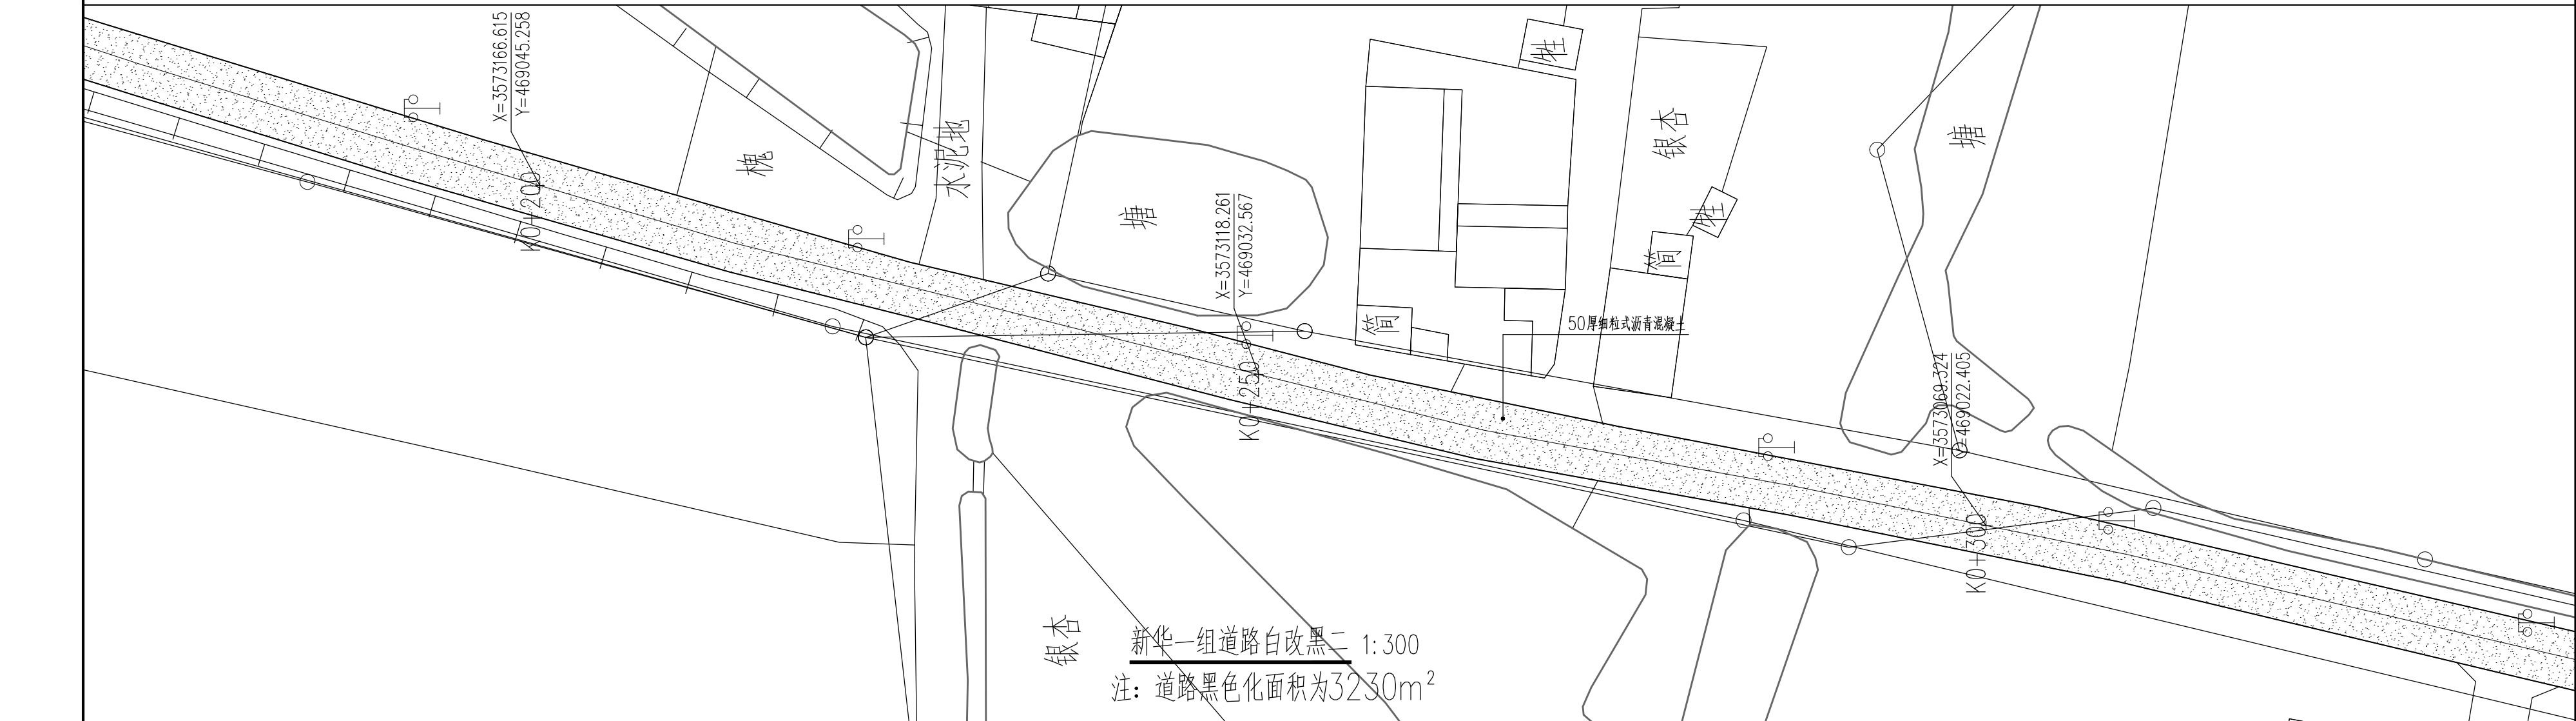 X=3573166.615
Y=469045.258
K0+200
桃
水泥地
塘
X=3573118.261
Y=469032.567
K0+250
简
50厚细粒式沥青混凝土
银杏
简
塘
X=3573069.324
Y=469022.405
K0+300
银杏
新华一组道路白改黑二 1:300
注：道路黑色化面积为3230m²